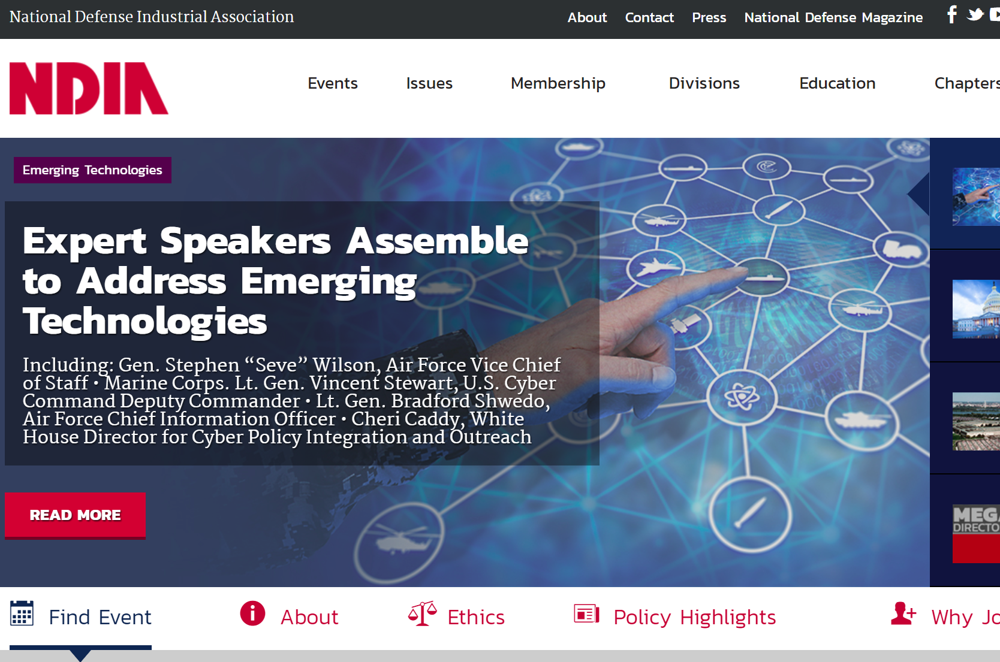 National Defense Industrial Association
About Contact Press National Defense Magazine
NDIA
Events Issues Membership Divisions Education Chapters
Emerging Technologies
Expert Speakers Assemble
to Address Emerging
Technologies
Including: Gen. Stephen “Seve” Wilson, Air Force Vice Chief
of Staff • Marine Corps. Lt. Gen. Vincent Stewart, U.S. Cyber
Command Deputy Commander • Lt. Gen. Bradford Shwedo,
Air Force Chief Information Officer • Cheri Caddy, White
House Director for Cyber Policy Integration and Outreach
READ MORE
MEGA
DIRECTO
Find Event About Ethics Policy Highlights Why Jo